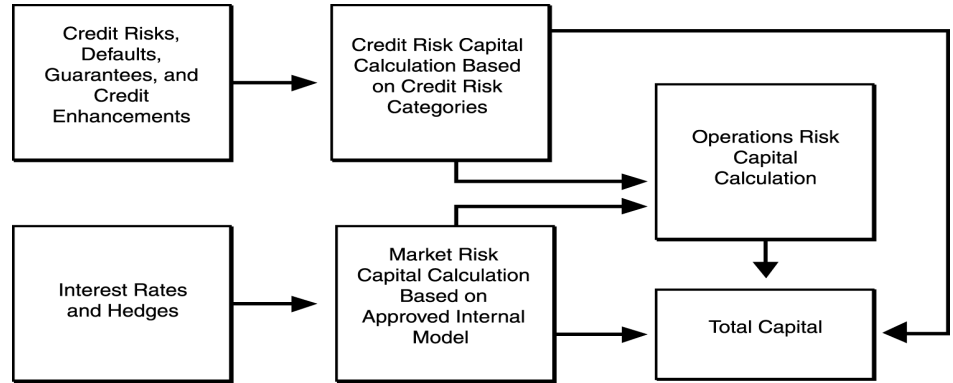 Credit Risks,
Defaults,
Guarantees, and
Credit
Enhancements
Credit Risk Capital
Calculation Based
on Credit Risk
Categories
Operations Risk
Capital
Calculation
Interest Rates
and Hedges
Market Risk
Capital Calculation
Based on
Approved Internal
Model
Total Capital